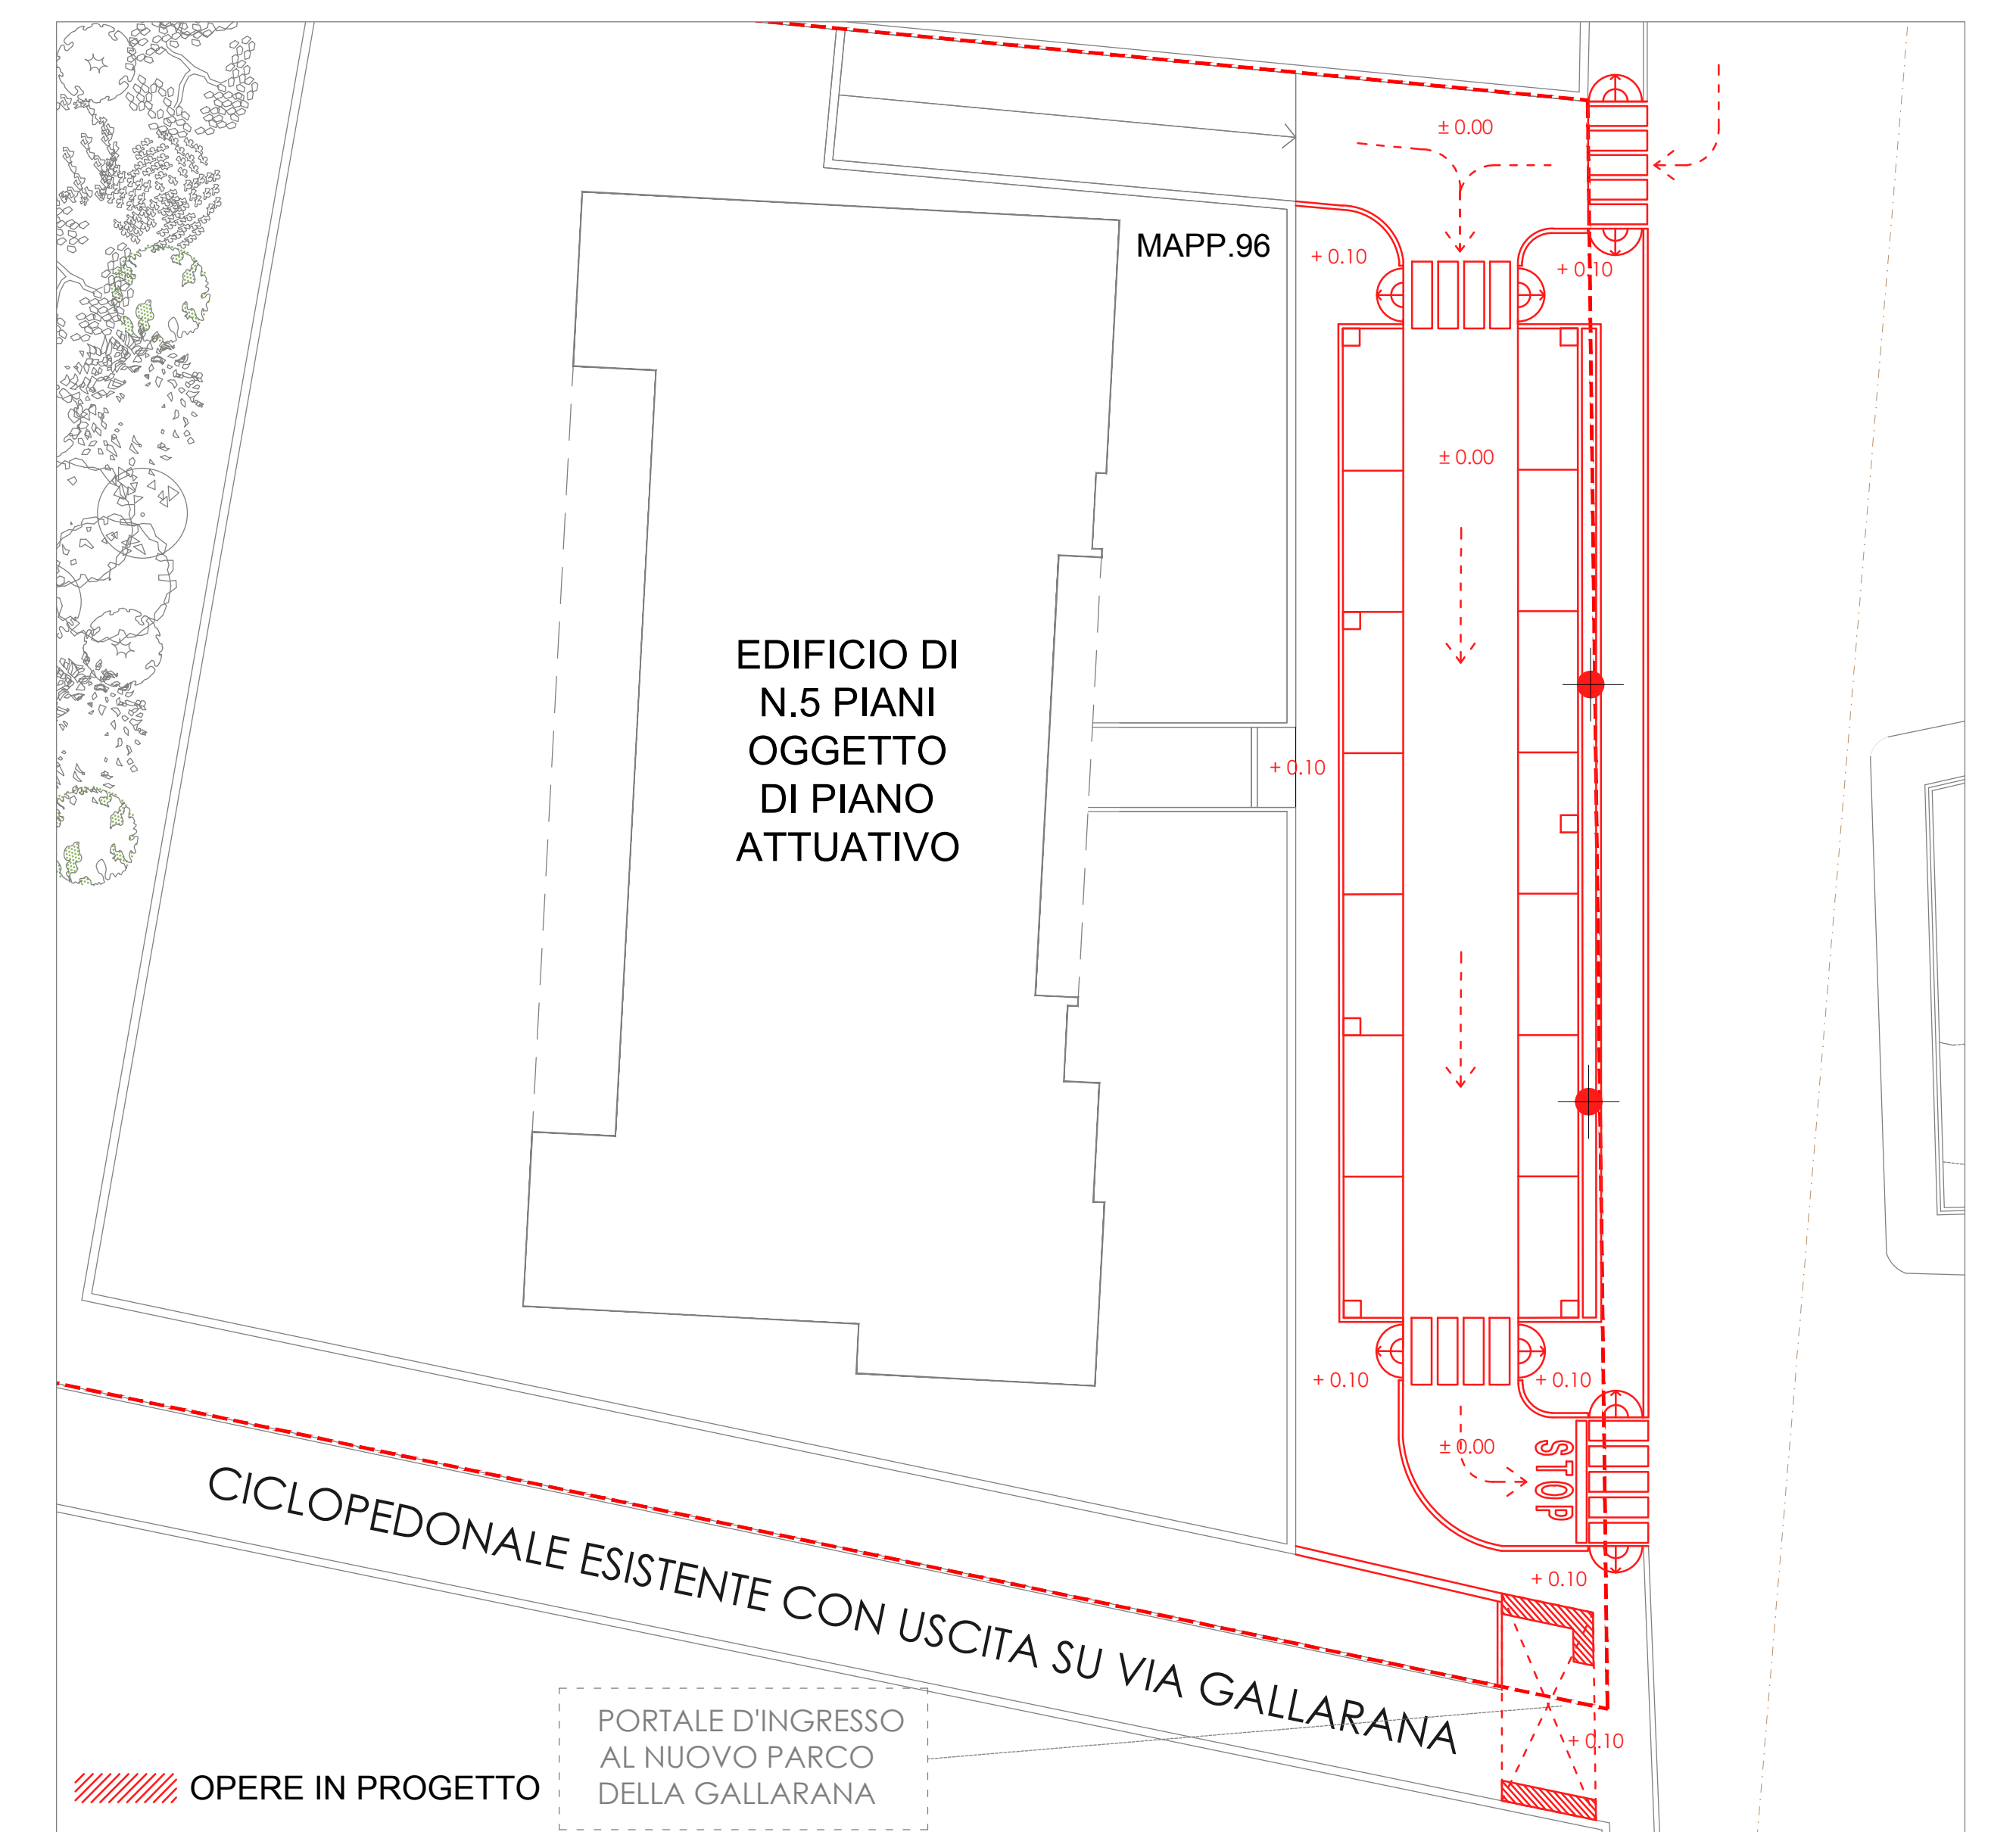 ± 0.00
MAPP.96
+ 0.10
+ 0.10
± 0.00
EDIFICIO DI
N.5 PIANI
OGGETTO
DI PIANO
ATTUATIVO
+ 0.10
+ 0.10
+ 0.10
± 0.00
STOP
CICLOPEDONALE ESISTENTE CON USCITA SU VIA GALLARANA
+ 0.10
+ 0.10
PORTALE D'INGRESSO
AL NUOVO PARCO
DELLA GALLARANA
OPERE IN PROGETTO